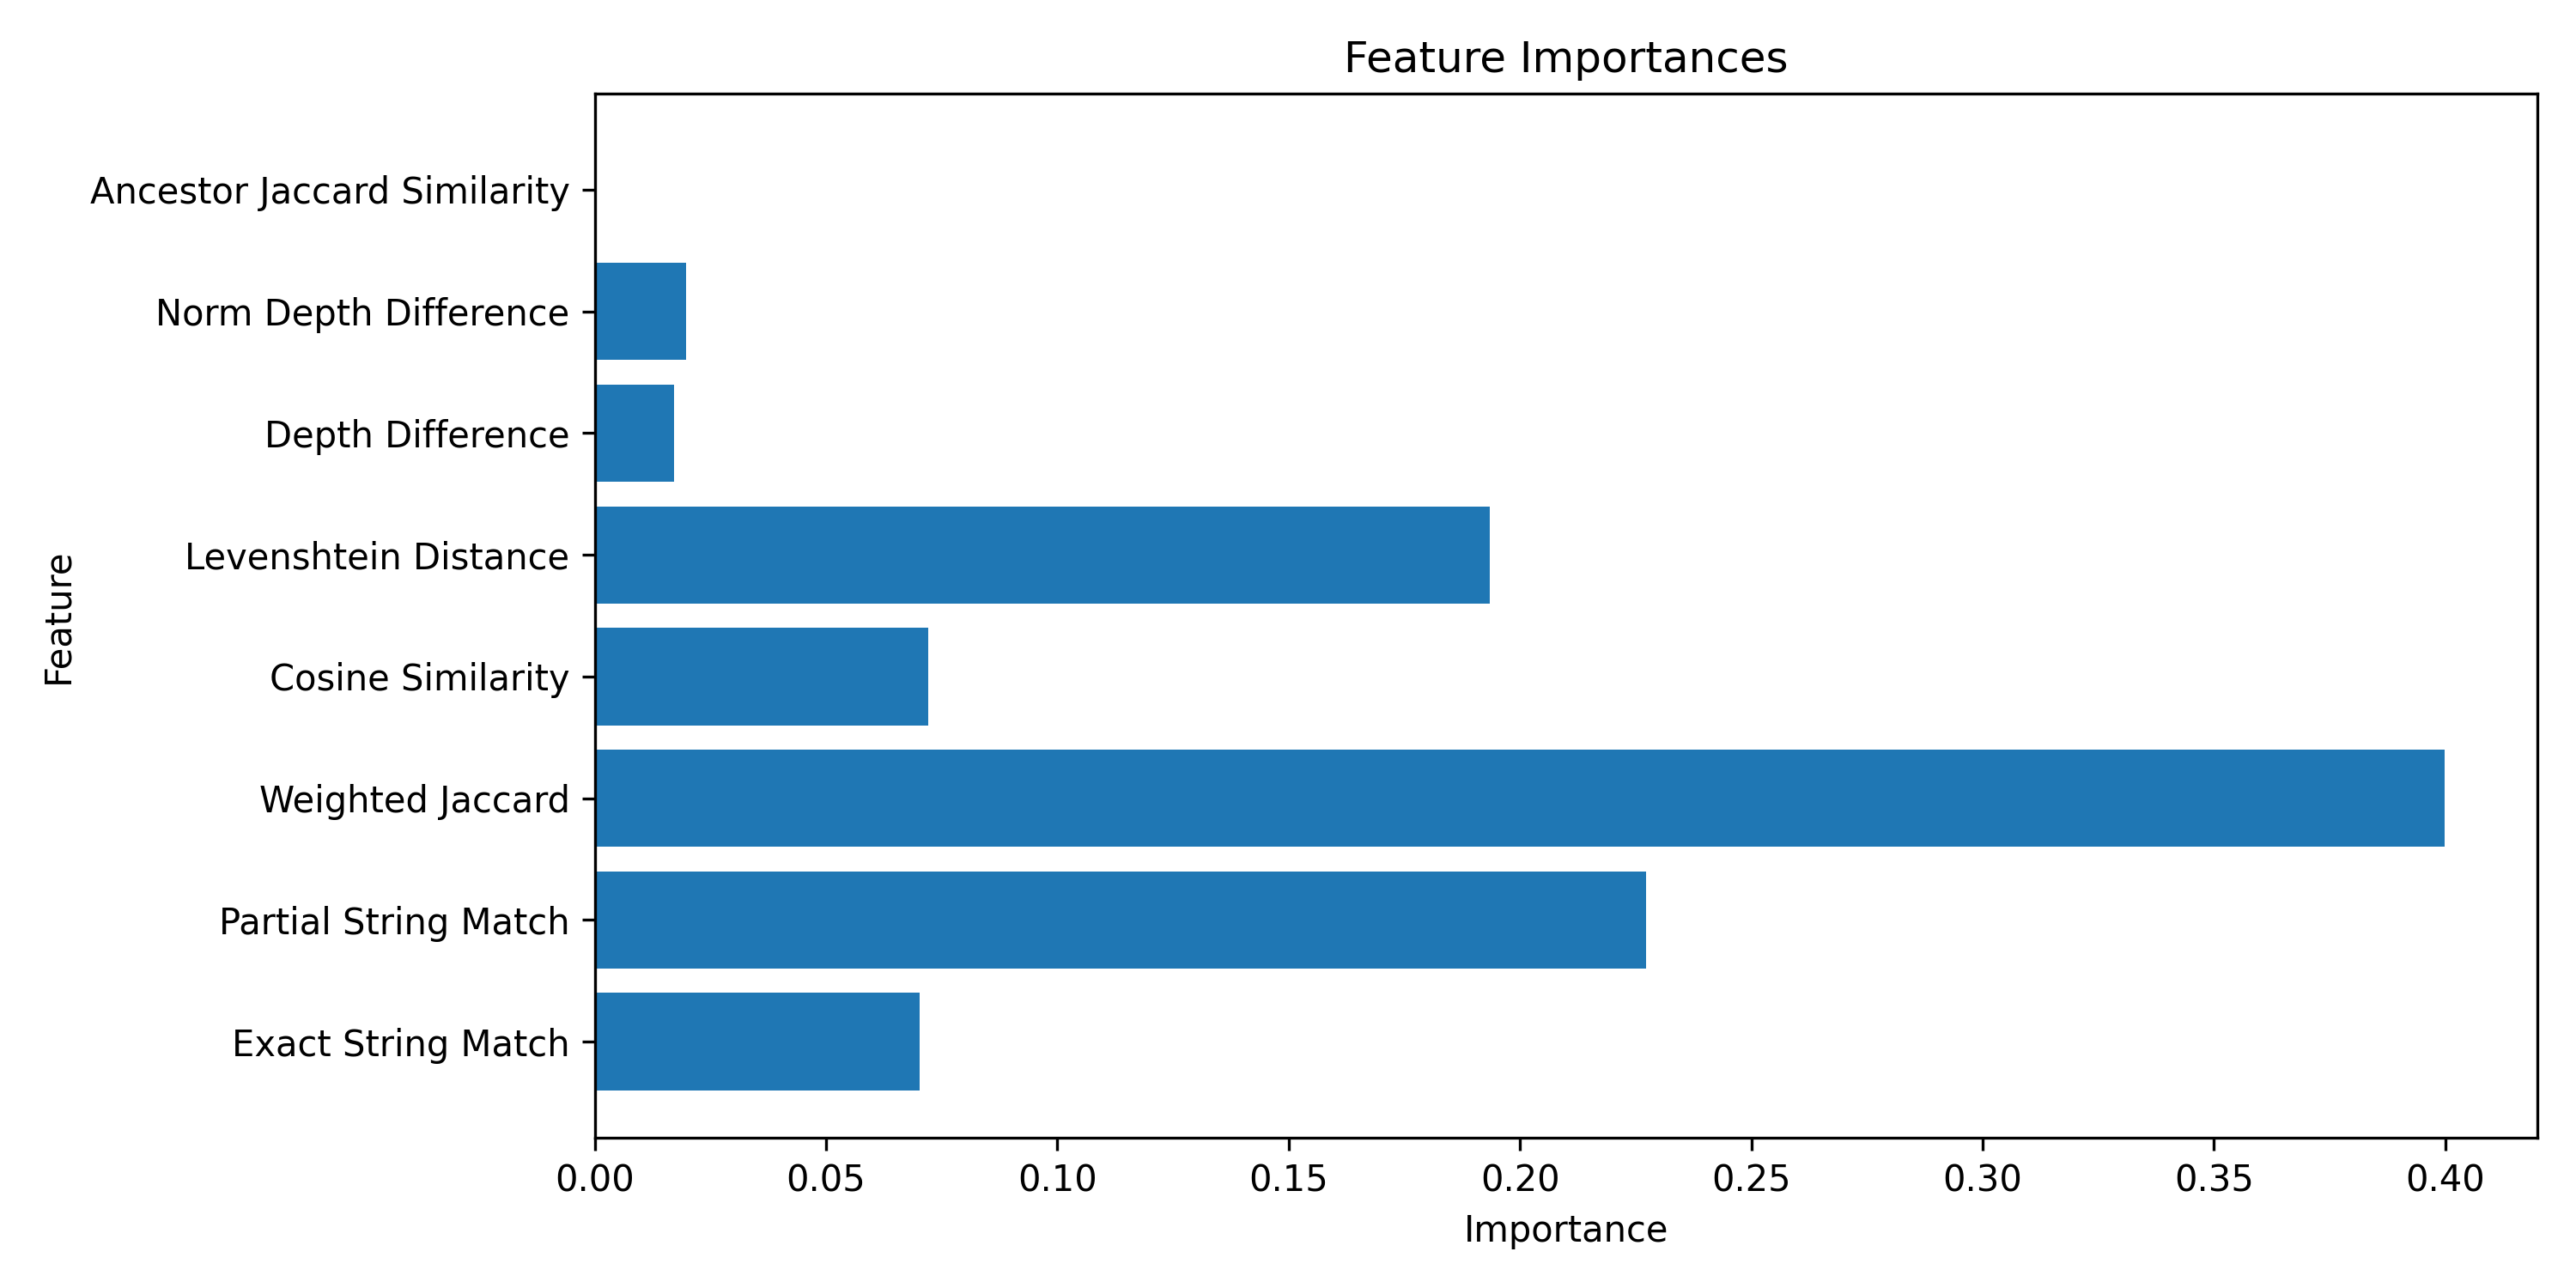 Feature Importances
Ancestor Jaccard Similarity
Norm Depth Difference
Depth Difference
Levenshtein Distance
Cosine Similarity
Weighted Jaccard
Partial String Match
Exact String Match
Feature
0.00 0.05 0.10 0.15 0.20 0.25 0.30 0.35 0.40
Importance